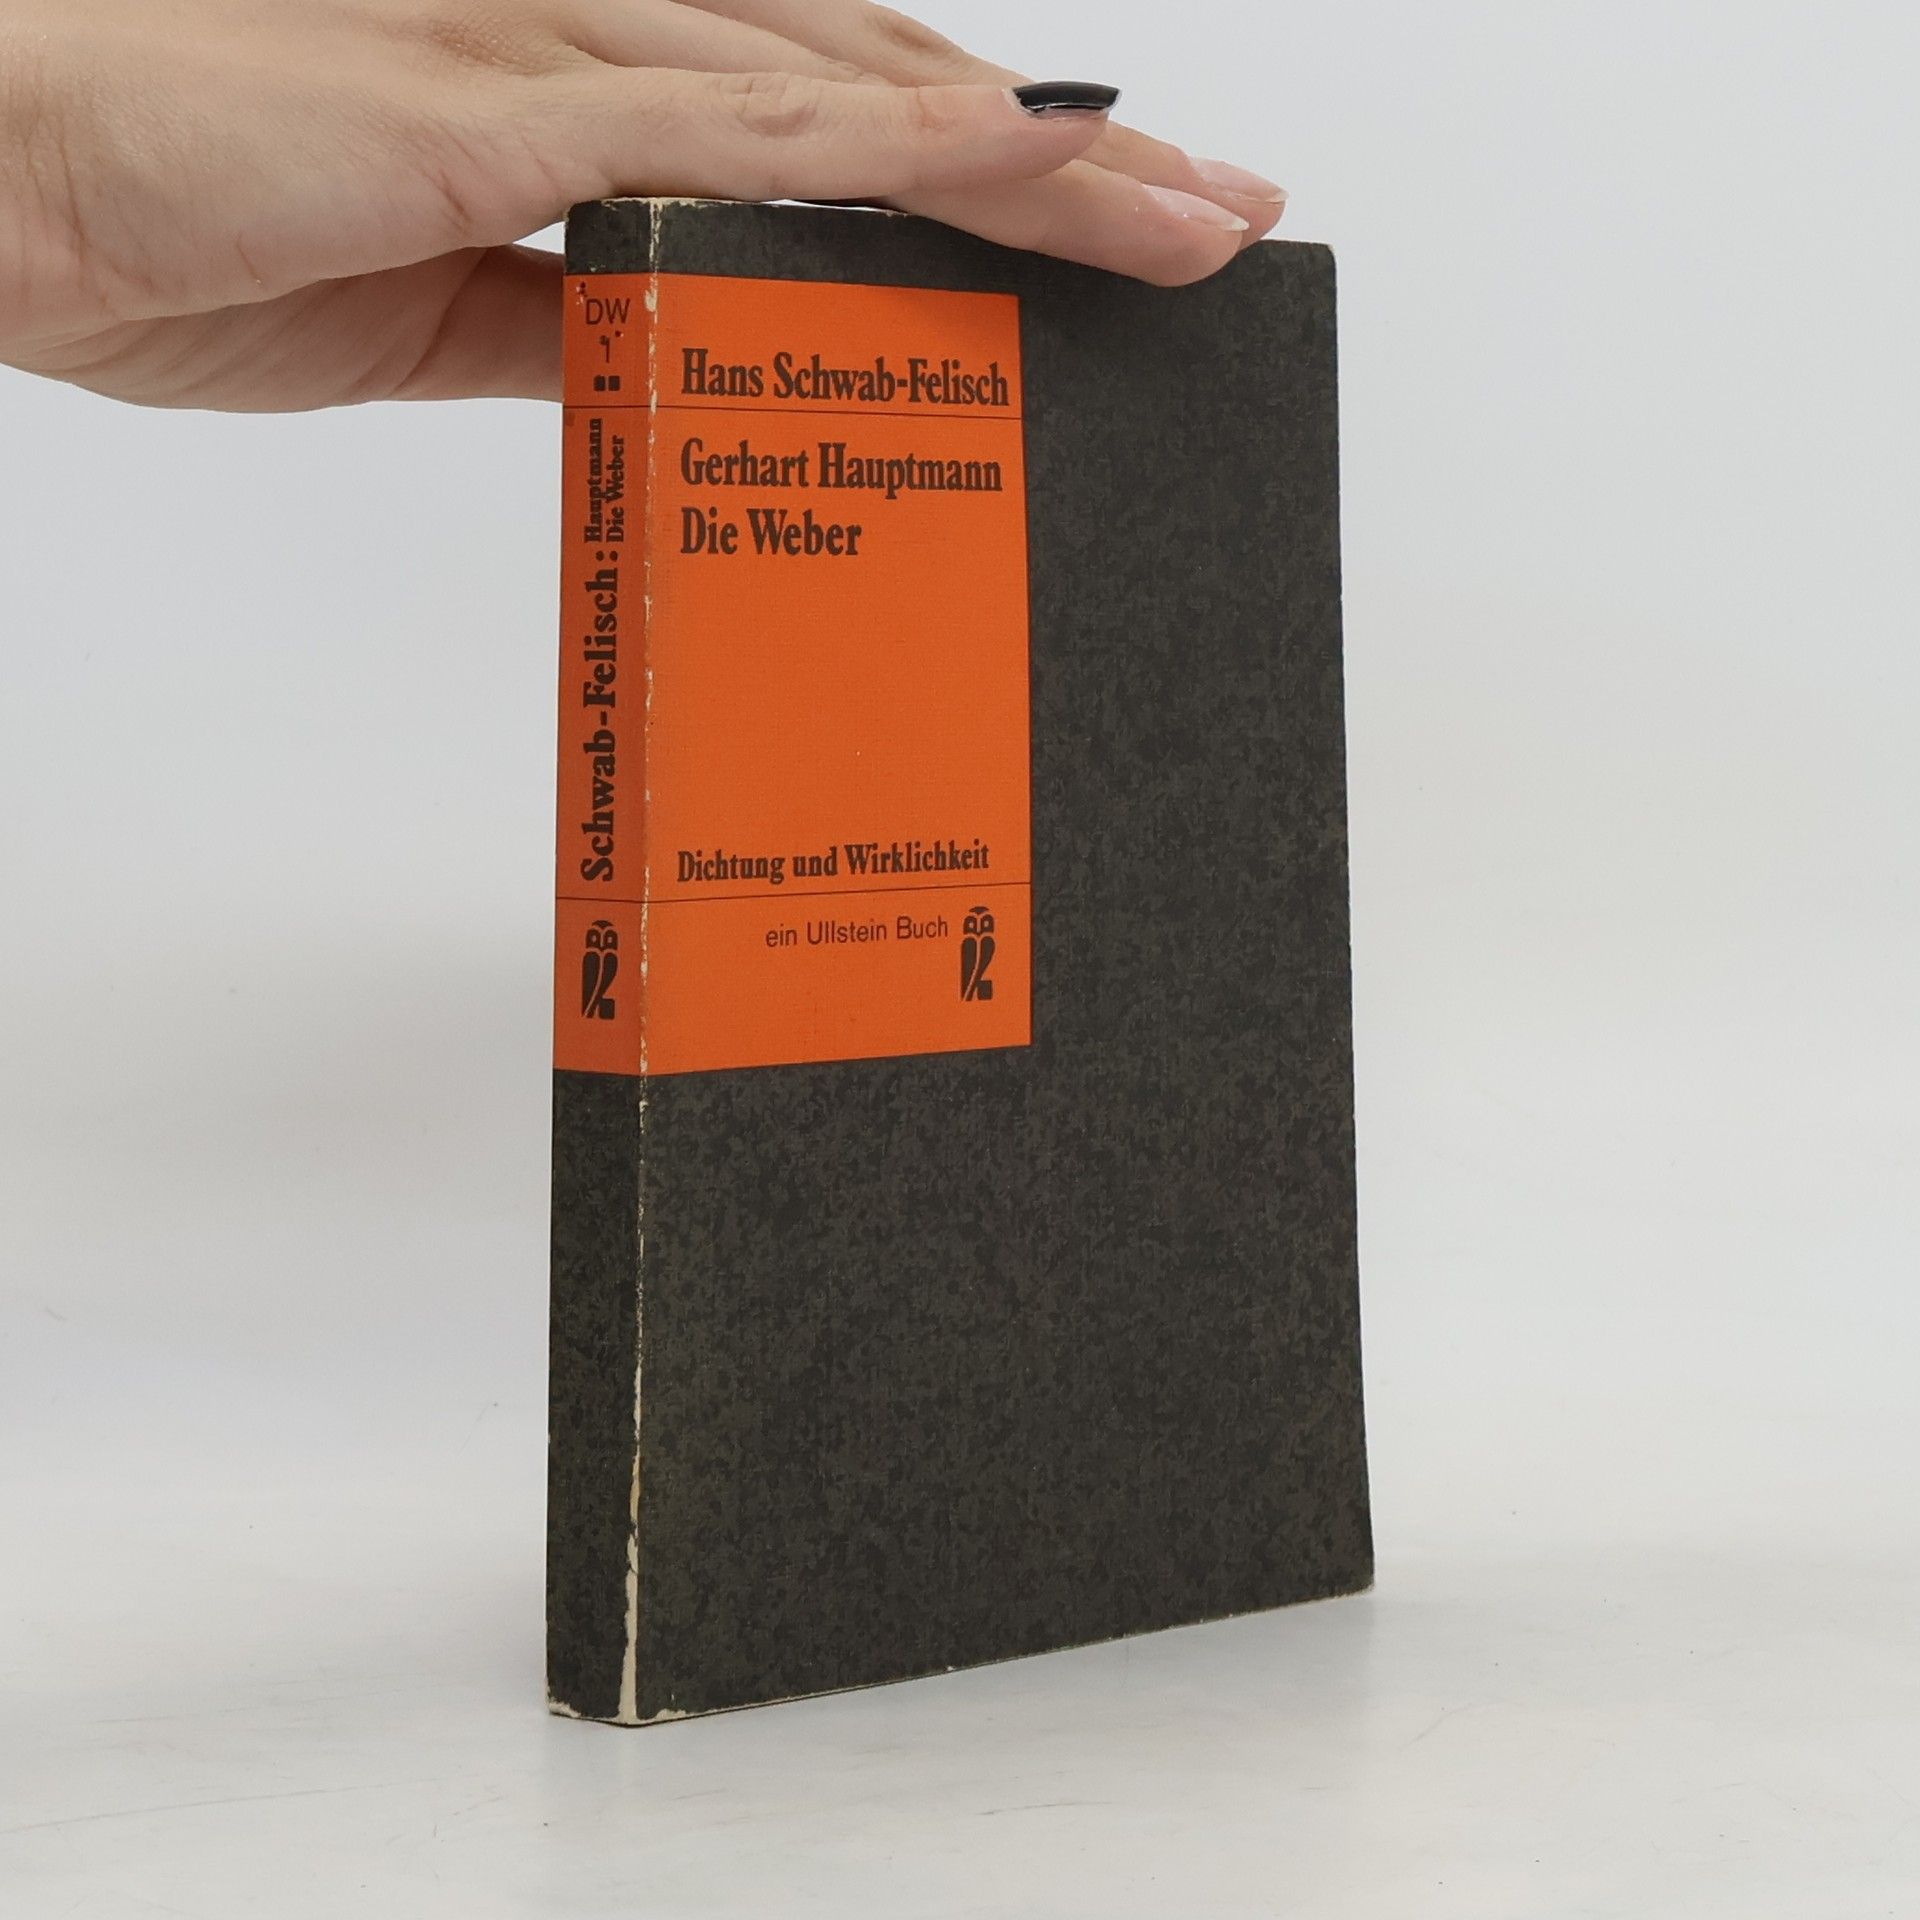 DW
1
Schwab-Felisch:
Hauptmann
Die Weber
Hans Schwab-Felisch
Gerhart Hauptmann
Die Weber
Dichtung und Wirklichkeit
ein Ullstein Buch